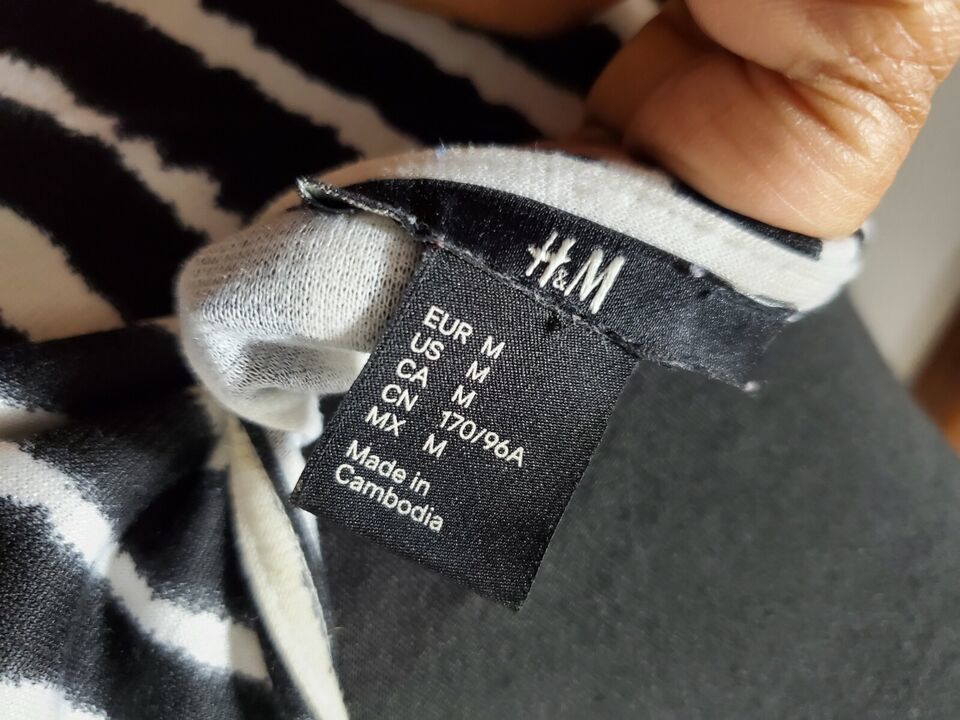 H&M
EUR M
US M
CA M
CN 170/96A
MX M
Made in
Cambodia